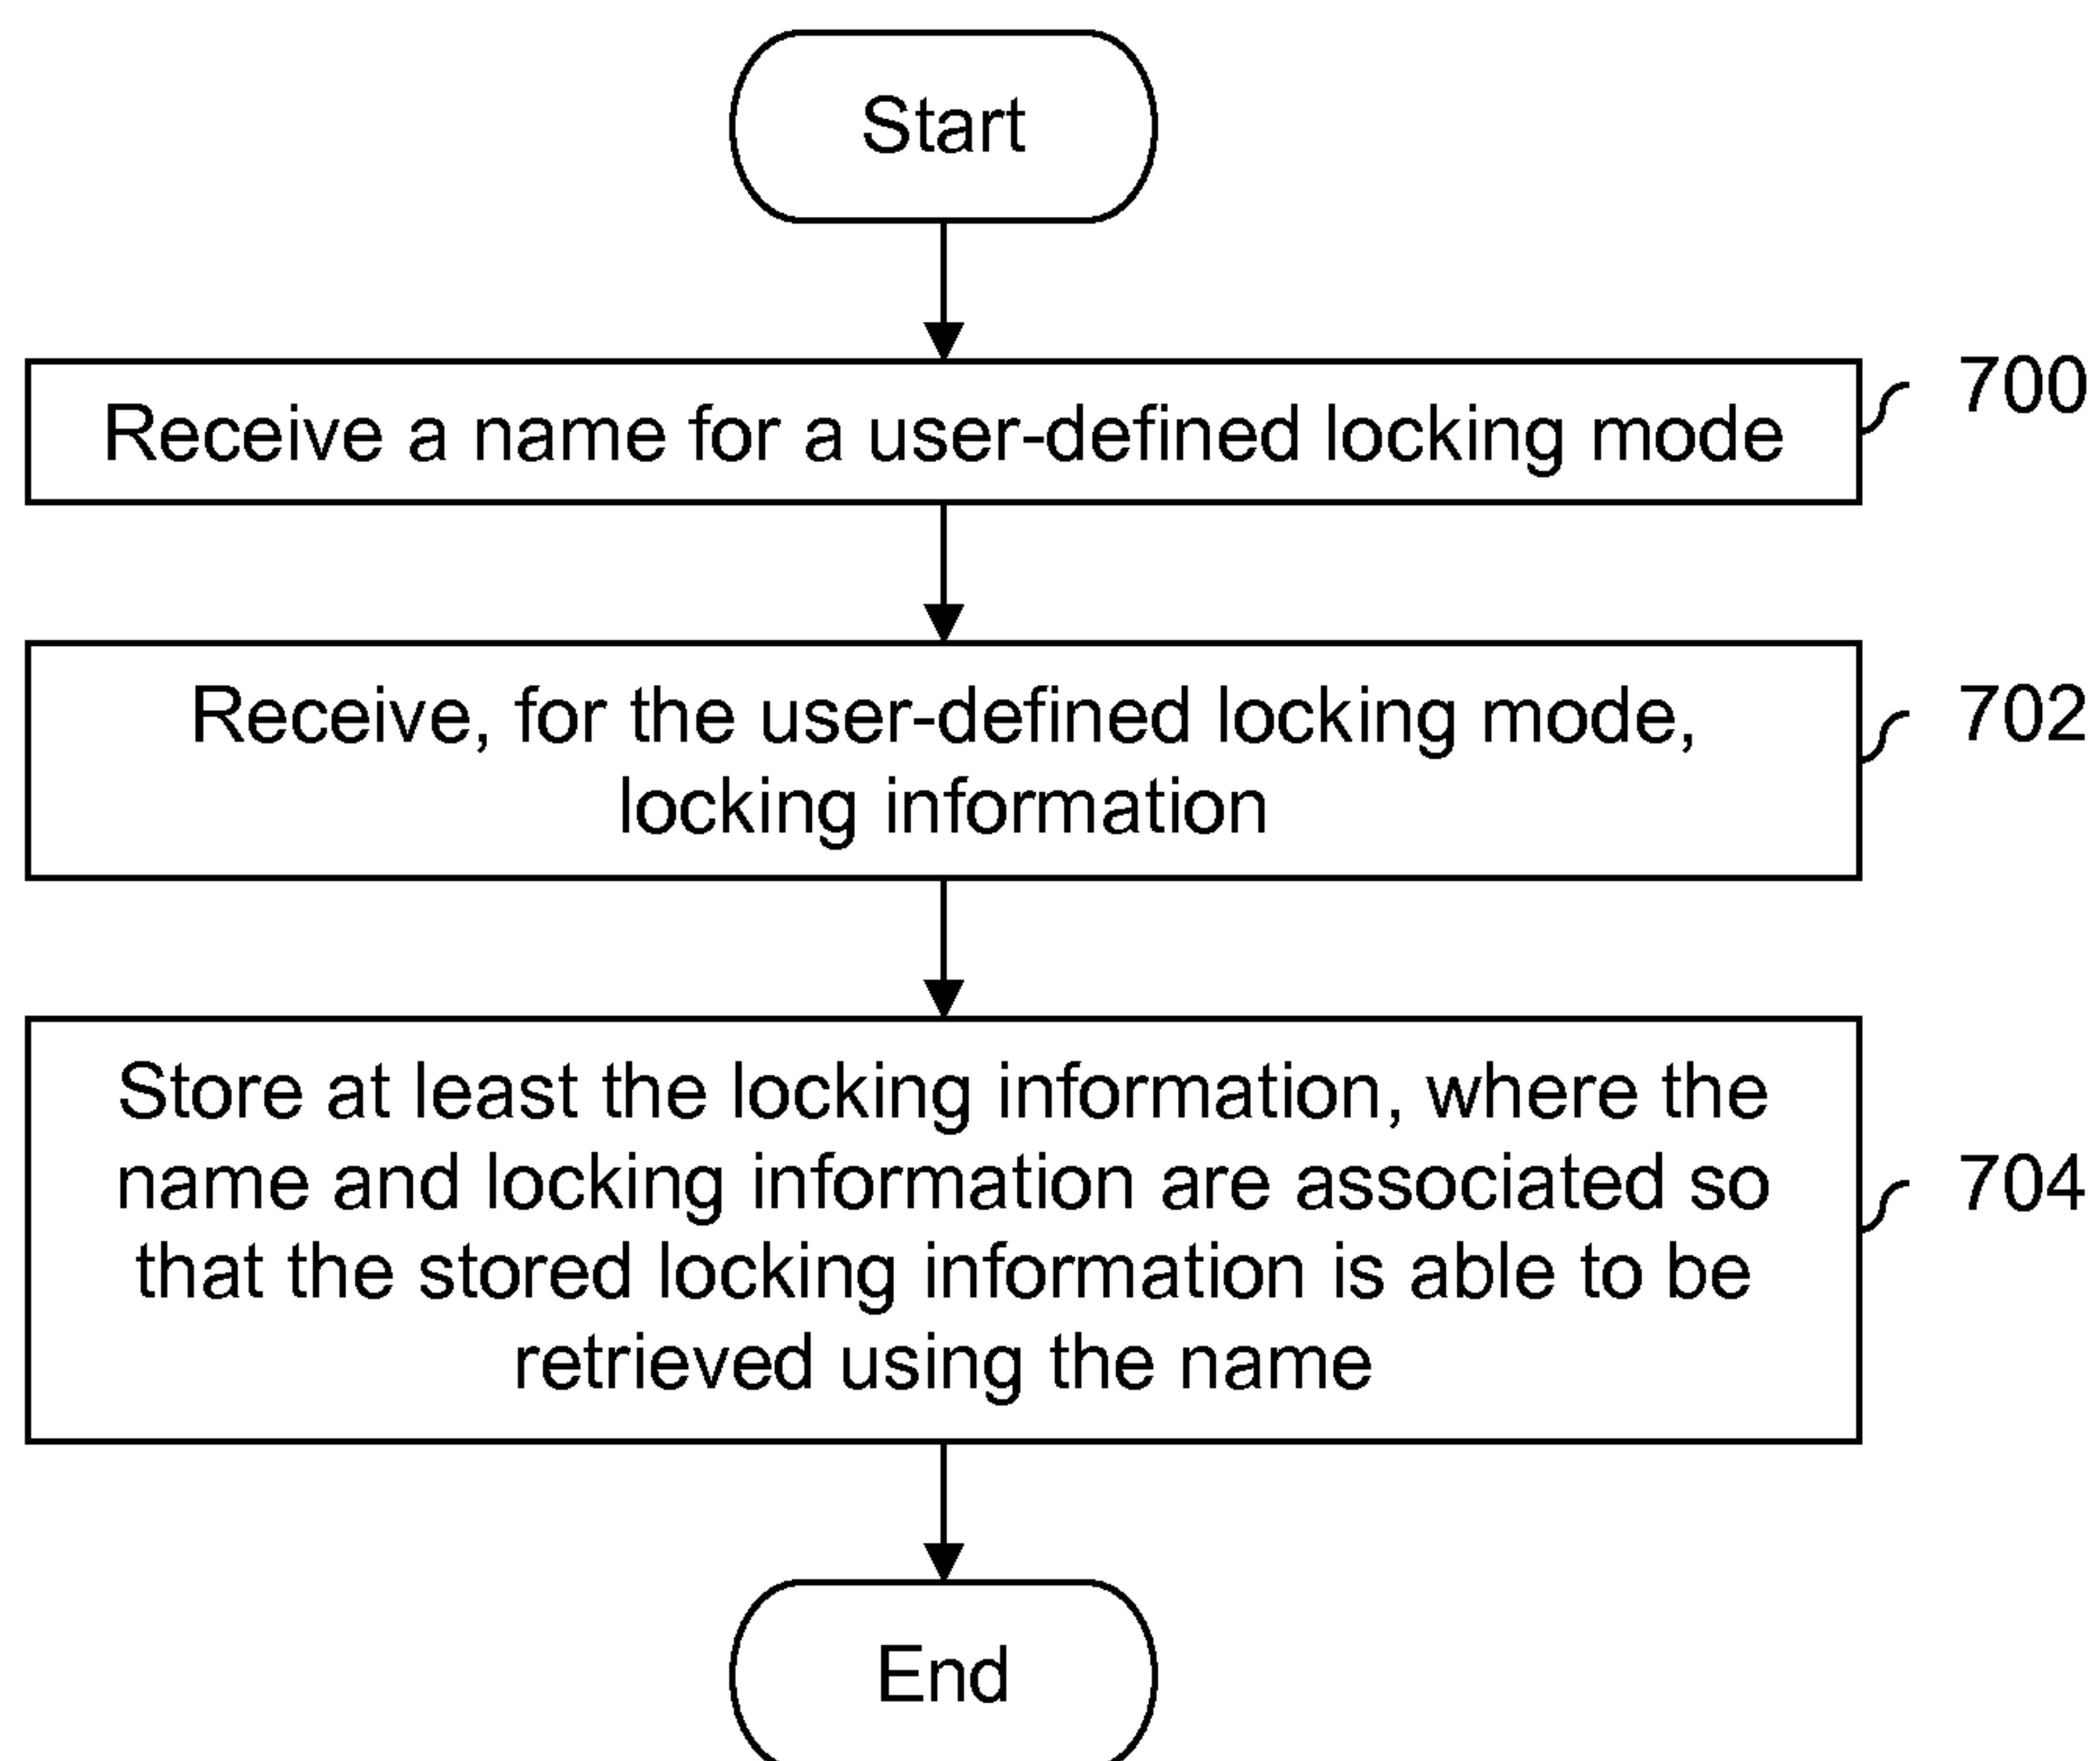 Start
Receive a name for a user-defined locking mode
700
Receive, for the user-defined locking mode,
locking information
702
Store at least the locking information, where the
name and locking information are associated so
that the stored locking information is able to be
retrieved using the name
704
End